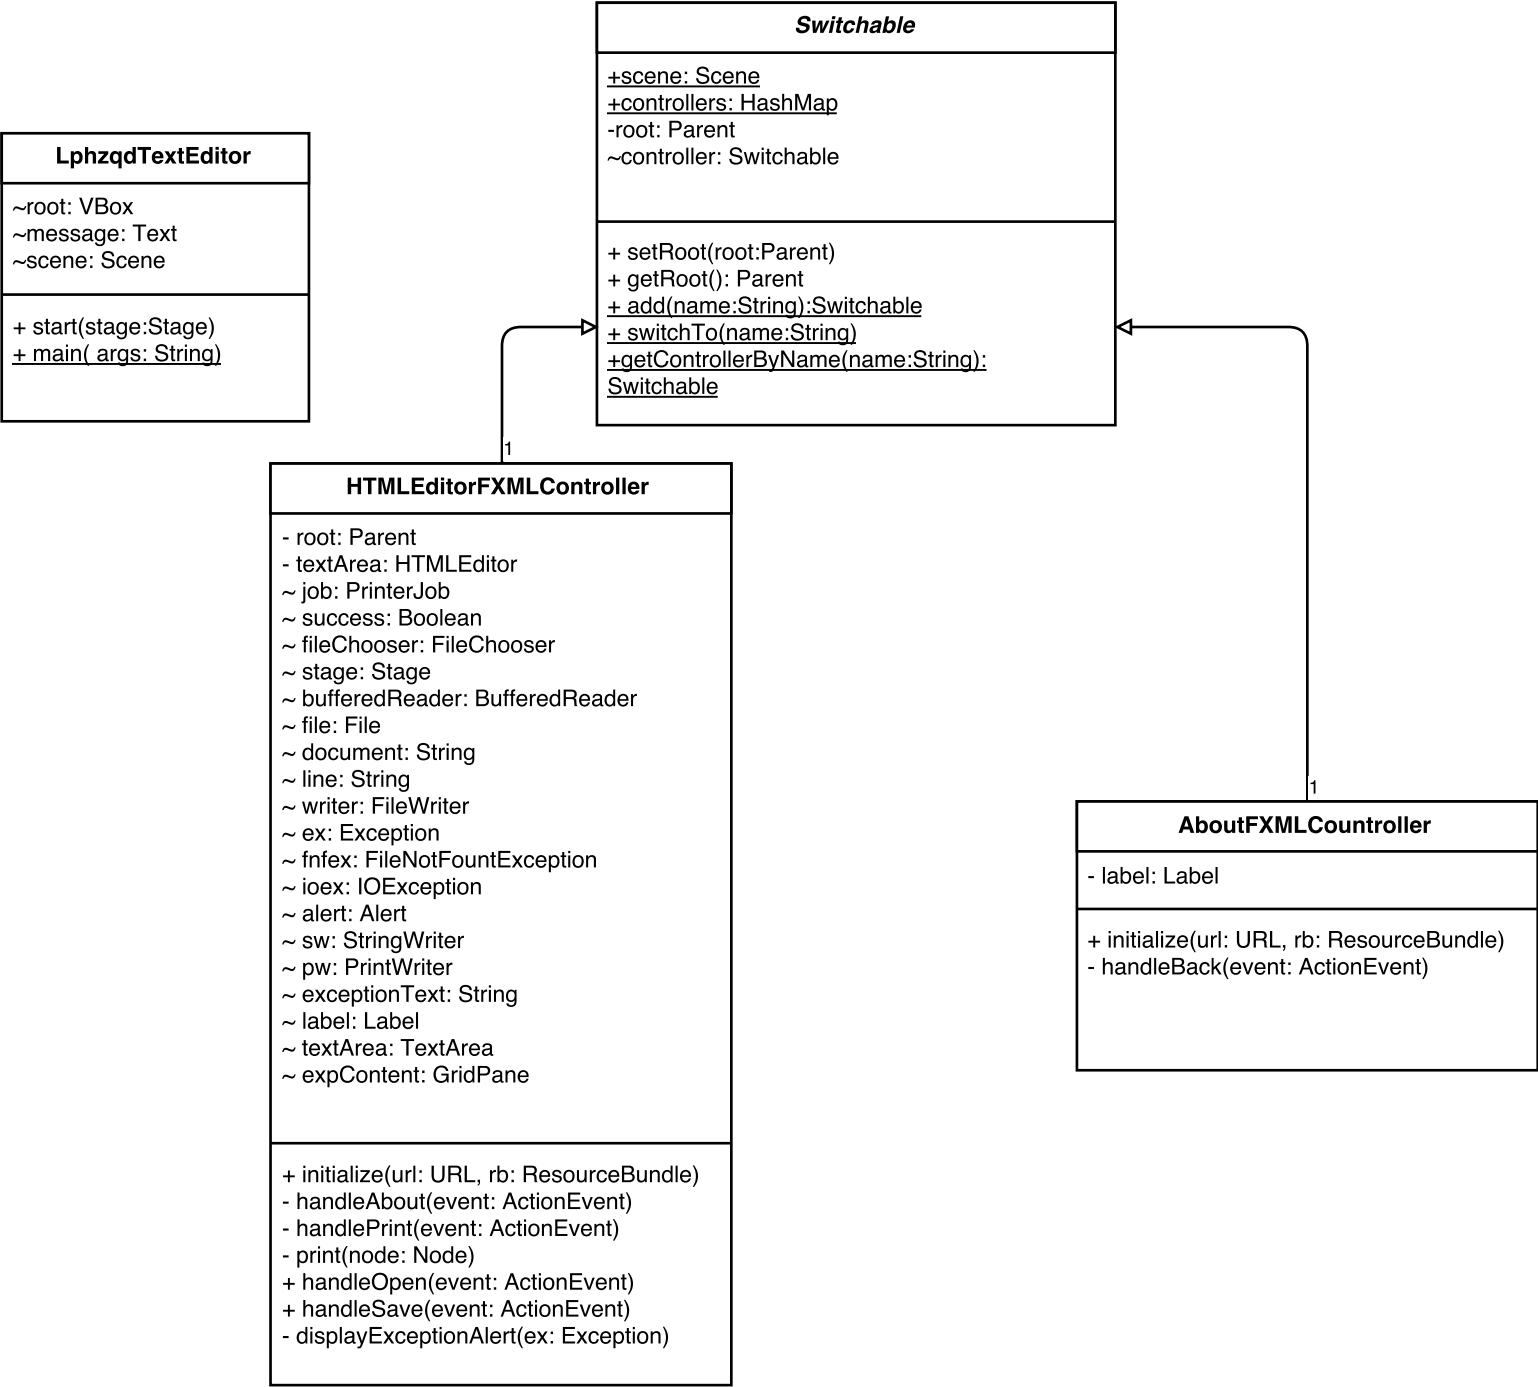 Switchable
+scene: Scene
+controllers: HashMap
-root: Parent
~controller: Switchable
+ setRoot(root:Parent)
+ getRoot(): Parent
+ add(name:String):Switchable
+ switchTo(name:String)
+getControllerByName(name:String):
Switchable
LphzqdTextEditor
~root: VBox
~message: Text
~scene: Scene
+ start(stage:Stage)
+ main( args: String)
1
HTMLEditorFXMLController
- root: Parent
- textArea: HTMLEditor
~ job: PrinterJob
~ success: Boolean
~ fileChooser: FileChooser
~ stage: Stage
~ bufferedReader: BufferedReader
~ file: File
~ document: String
~ line: String
~ writer: FileWriter
~ ex: Exception
~ fnfex: FileNotFountException
~ ioex: IOException
~ alert: Alert
~ sw: StringWriter
~ pw: PrintWriter
~ exceptionText: String
~ label: Label
~ textArea: TextArea
~ expContent: GridPane
+ initialize(url: URL, rb: ResourceBundle)
- handleAbout(event: ActionEvent)
- handlePrint(event: ActionEvent)
- print(node: Node)
+ handleOpen(event: ActionEvent)
+ handleSave(event: ActionEvent)
- displayExceptionAlert(ex: Exception)
1
AboutFXMLCountroller
- label: Label
+ initialize(url: URL, rb: ResourceBundle)
- handleBack(event: ActionEvent)